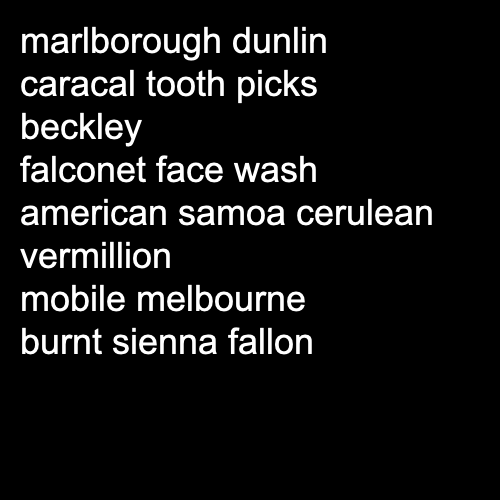 marlborough dunlin
caracal tooth picks
beckley
falconet face wash
american samoa cerulean
vermillion
mobile melbourne
burnt sienna fallon